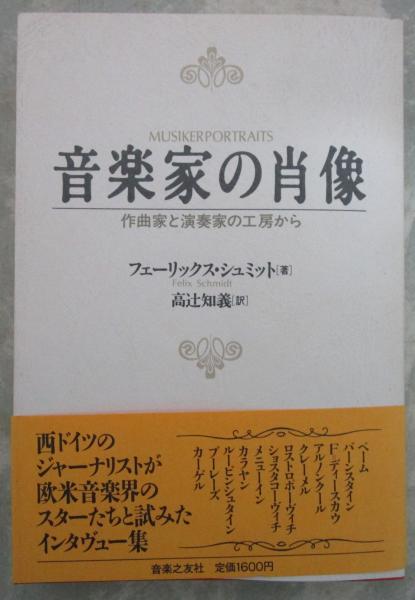 MUSIKERPORTRAITS
音楽家の肖像
作曲家と演奏家の工房から
フェーリックス・シュミット[著]
Felix Schmidt
高辻知義[訳]
西ドイツの
ジャーナリストが
欧米音楽界の
スターたちと試みた
インタヴュー集
ベーム
バーンスタイン
F=ディースカウ
アルノンクール
クレーメル
ロストロポーヴィチ
ショスタコーヴィチ
メニューイン
カラヤン
ルービンシュタイン
ブーレーズ
カーゲル
音楽之友社 定価1600円